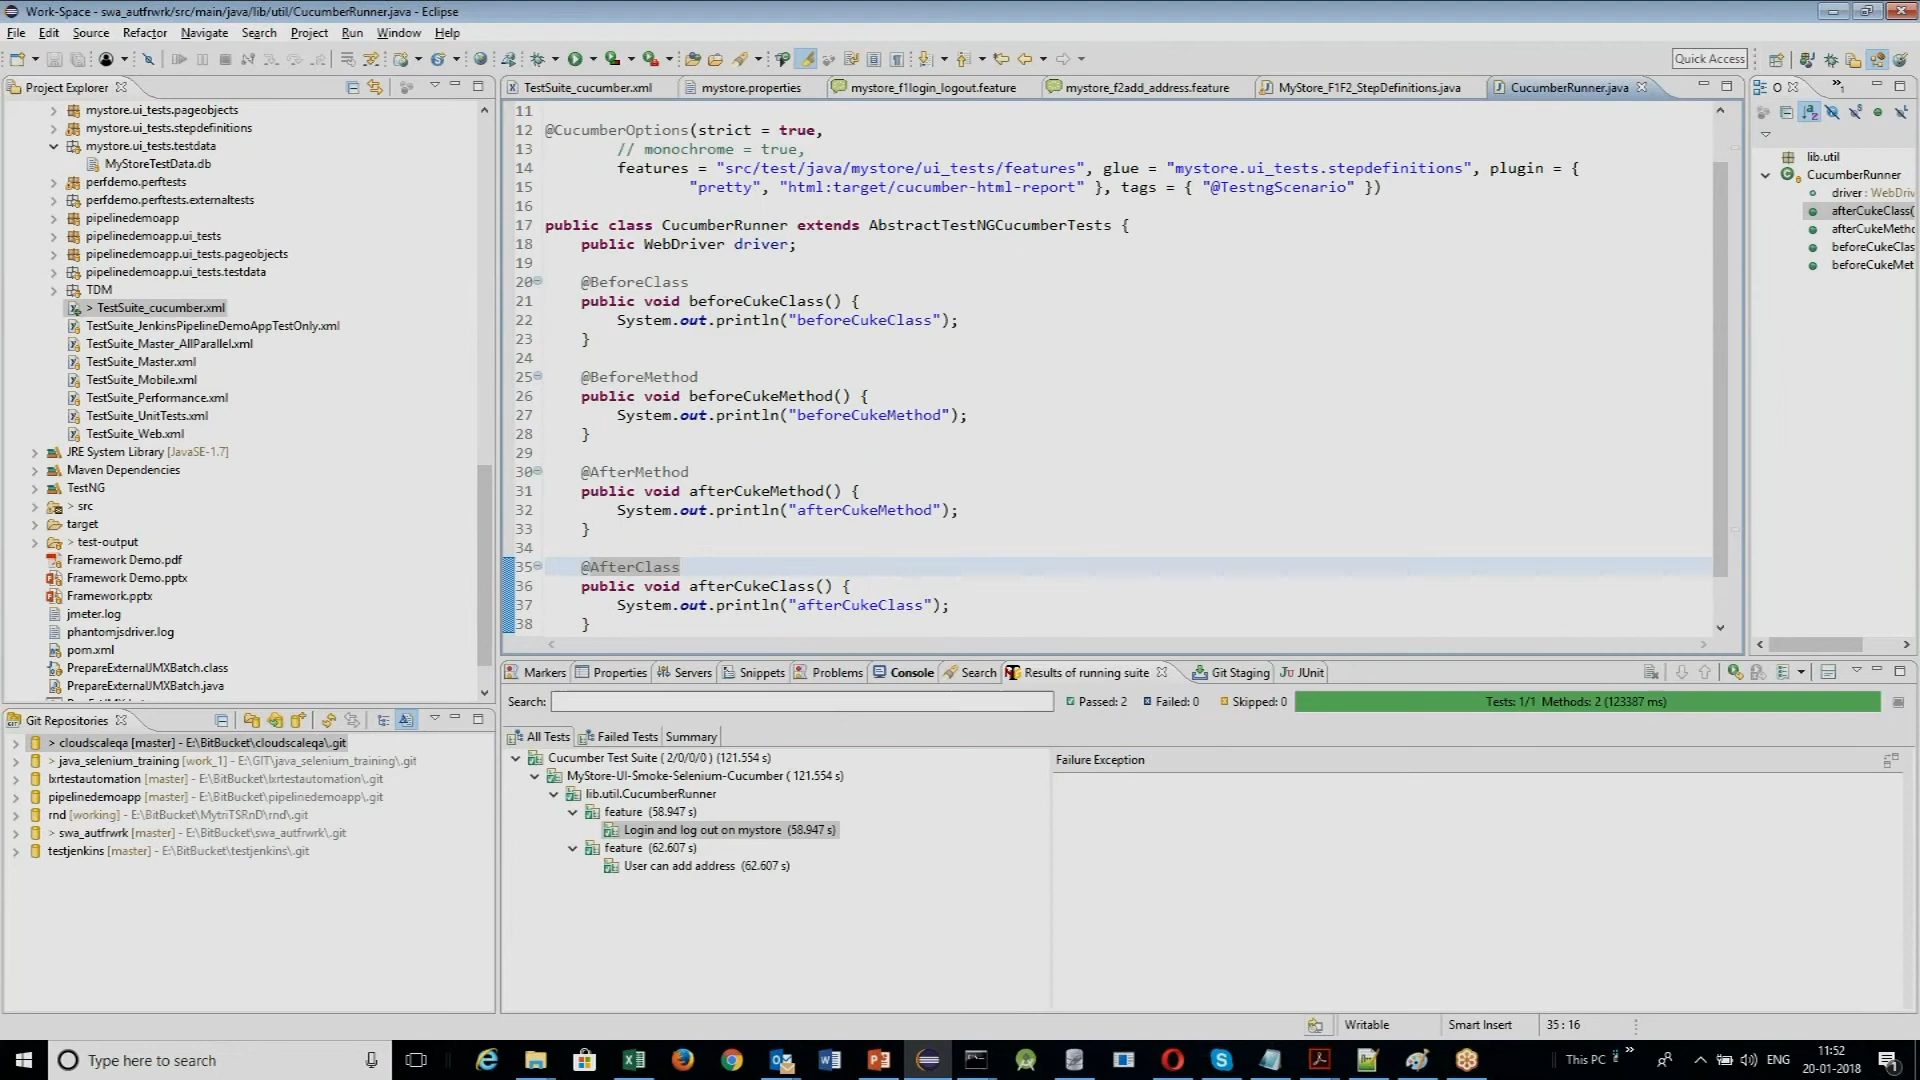 Work-Space - swa_autfrwrk/src/main/java/lib/util/CucumberRunner.java - Eclipse
File Edit Source Refactor Navigate Search Project Run Window Help
Quick Access
Project Explorer
mystore.ui_tests.pageobjects
mystore.ui_tests.stepdefinitions
mystore.ui_tests.testdata
MyStoreTestData.db
perfdemo.perftests
perfdemo.perftests.externaltests
pipelinedemoapp
pipelinedemoapp.ui_tests
pipelinedemoapp.ui_tests.pageobjects
pipelinedemoapp.ui_tests.testdata
TDM
> TestSuite_cucumber.xml
TestSuite_JenkinsPipelineDemoAppTestOnly.xml
TestSuite_Master_AllParallel.xml
TestSuite_Master.xml
TestSuite_Mobile.xml
TestSuite_Performance.xml
TestSuite_UnitTests.xml
TestSuite_Web.xml
JRE System Library [JavaSE-1.7]
Maven Dependencies
TestNG
> src
target
> test-output
Framework Demo.pdf
Framework Demo.pptx
Framework.pptx
jmeter.log
phantomjsdriver.log
pom.xml
PrepareExternalJMXBatch.class
PrepareExternalJMXBatch.java
TestSuite_cucumber.xml mystore.properties mystore_f1login_logout.feature mystore_f2add_address.feature MyStore_F1F2_StepDefinitions.java CucumberRunner.java
11
12 @CucumberOptions(strict = true,
13 // monochrome = true,
14 features = "src/test/java/mystore/ui_tests/features", glue = "mystore.ui_tests.stepdefinitions", plugin = {
15 "pretty", "html:target/cucumber-html-report" }, tags = { "@TestngScenario" })
16
17 public class CucumberRunner extends AbstractTestNGCucumberTests {
18 public WebDriver driver;
19
20 @BeforeClass
21 public void beforeCukeClass() {
22 System.out.println("beforeCukeClass");
23 }
24
25 @BeforeMethod
26 public void beforeCukeMethod() {
27 System.out.println("beforeCukeMethod");
28 }
29
30 @AfterMethod
31 public void afterCukeMethod() {
32 System.out.println("afterCukeMethod");
33 }
34
35 @AfterClass
36 public void afterCukeClass() {
37 System.out.println("afterCukeClass");
38 }
lib.util
CucumberRunner
driver : WebDriv
afterCukeClass(
afterCukeMetho
beforeCukeClas
beforeCukeMet
Git Repositories
> cloudscaleqa [master] - E:\BitBucket\cloudscaleqa\.git
> java_selenium_training [work_1] - E:\GIT\java_selenium_training\.git
lxrtestautomation [master] - E:\BitBucket\lxrtestautomation\.git
pipelinedemoapp [master] - E:\BitBucket\pipelinedemoapp\.git
rnd [working] - E:\BitBucket\MytriTSRnD\rnd\.git
> swa_autfrwrk [master] - E:\BitBucket\swa_autfrwrk\.git
testjenkins [master] - E:\BitBucket\testjenkins\.git
Markers Properties Servers Snippets Problems Console Search Results of running suite Git Staging JUnit
Search: Passed: 2 Failed: 0 Skipped: 0 Tests: 1/1 Methods: 2 (123387 ms)
All Tests Failed Tests Summary
Cucumber Test Suite ( 2/0/0/0 ) (121.554 s)
MyStore-UI-Smoke-Selenium-Cucumber ( 121.554 s)
lib.util.CucumberRunner
feature (58.947 s)
Login and log out on mystore (58.947 s)
feature (62.607 s)
User can add address (62.607 s)
Failure Exception
Writable Smart Insert 35 : 16
Type here to search
This PC
ENG
11:52
20-01-2018